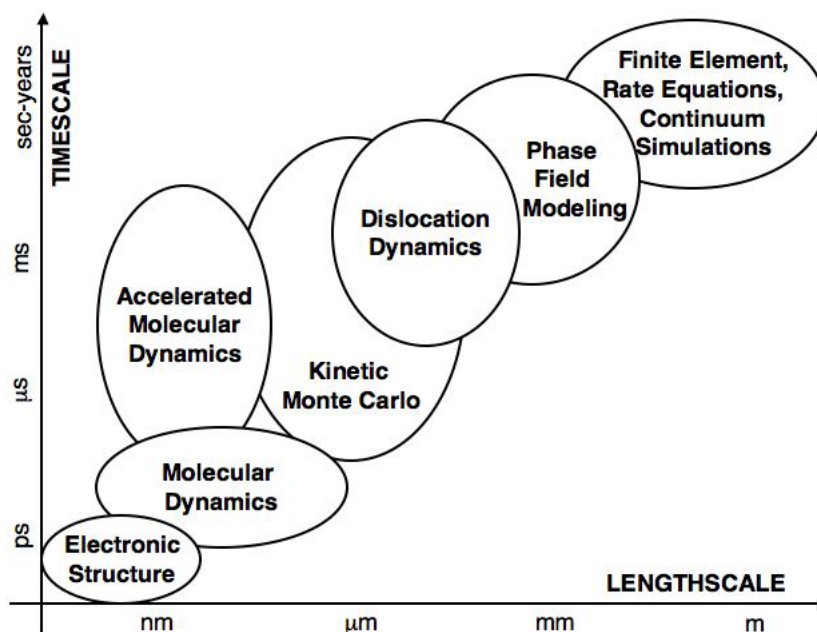 sec-years
TIMESCALE
ms
μs
ps
Finite Element,
Rate Equations,
Continuum
Simulations
Phase
Field
Modeling
Dislocation
Dynamics
Accelerated
Molecular
Dynamics
Kinetic
Monte Carlo
Molecular
Dynamics
Electronic
Structure
LENGTHSCALE
nm
μm
mm
m